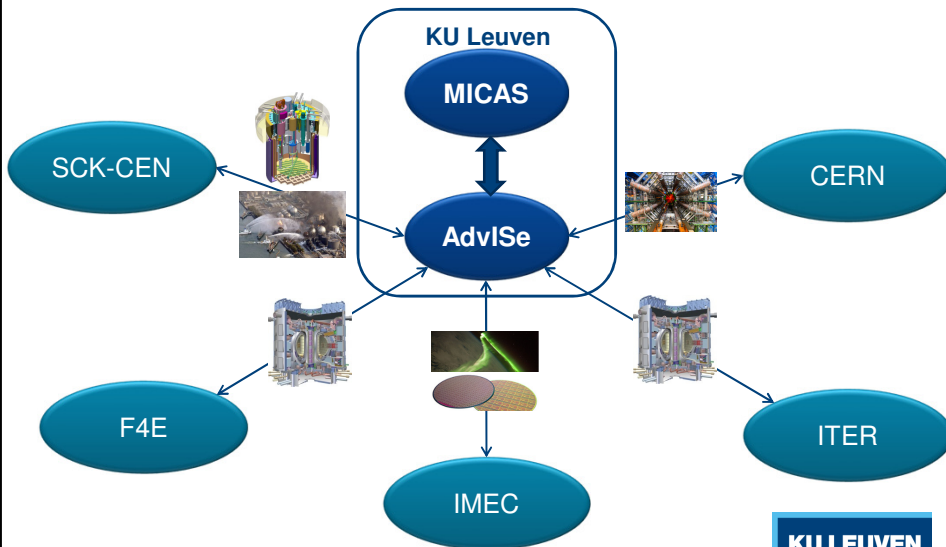 KU Leuven
MICAS
SCK-CEN
CERN
AdvISe
F4E
ITER
IMEC
KU LEUVEN